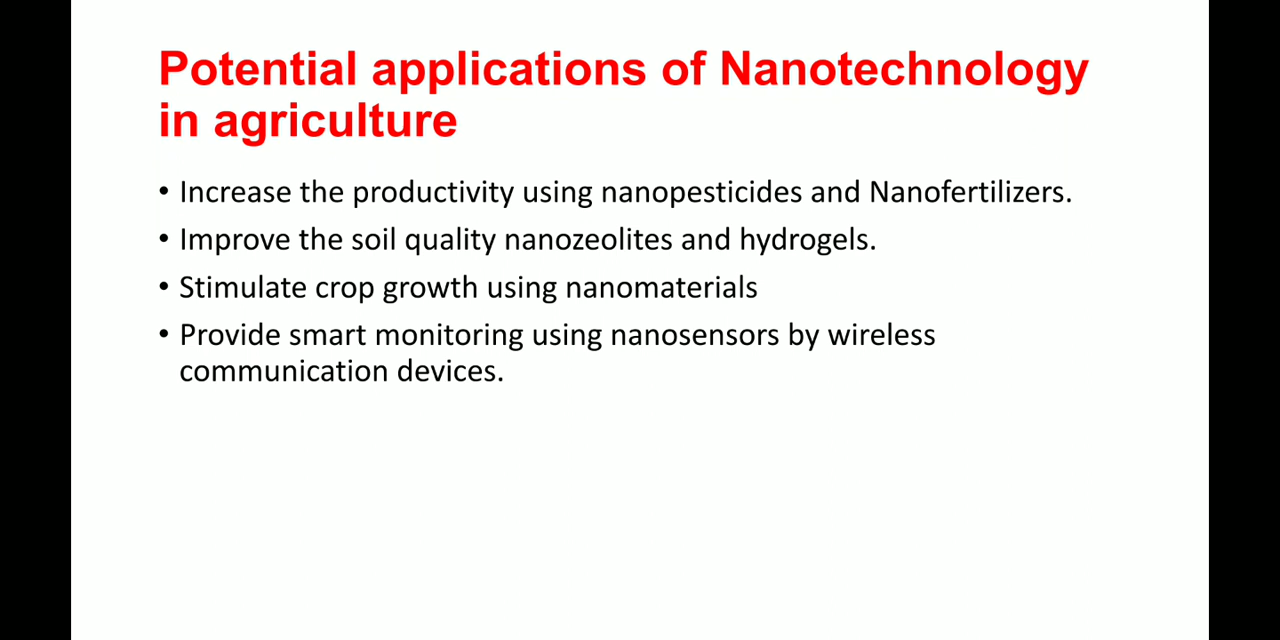 Potential applications of Nanotechnology
in agriculture
• Increase the productivity using nanopesticides and Nanofertilizers.
• Improve the soil quality nanozeolites and hydrogels.
• Stimulate crop growth using nanomaterials
• Provide smart monitoring using nanosensors by wireless
communication devices.